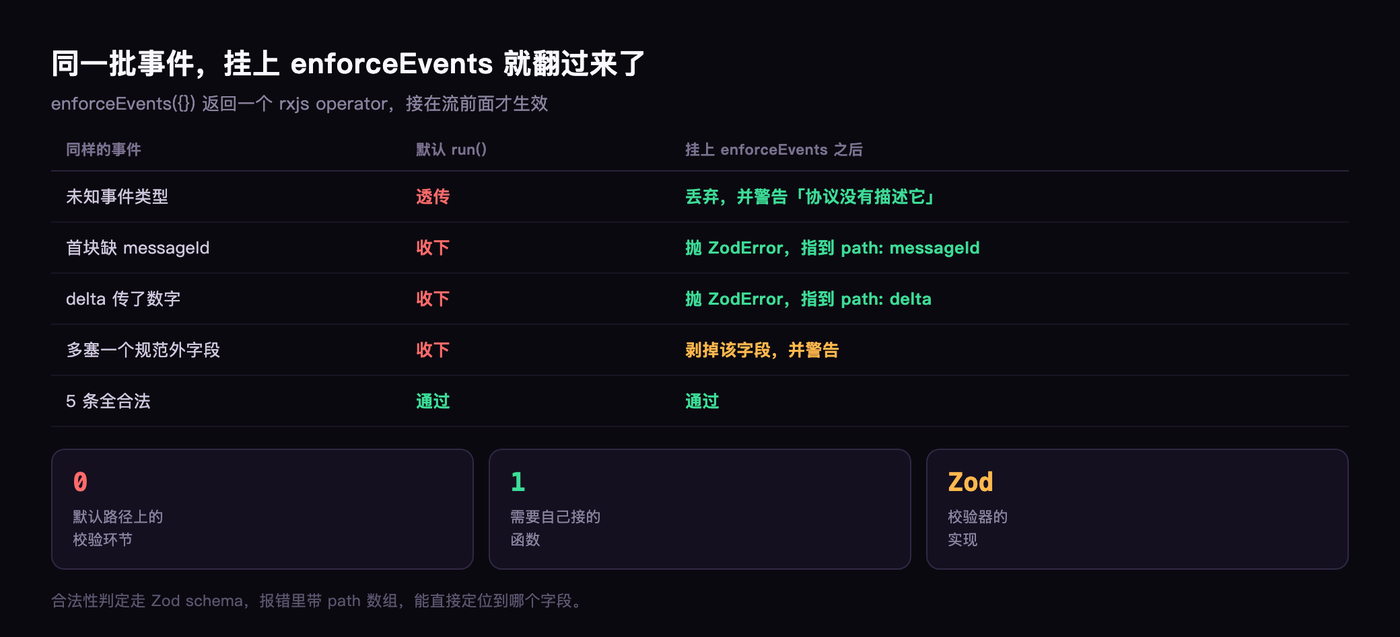 同一批事件，挂上 enforceEvents 就翻过来了
enforceEvents({}) 返回一个 rxjs operator，接在流前面才生效
同样的事件 默认 run() 挂上 enforceEvents 之后
未知事件类型 透传 丢弃，并警告「协议没有描述它」
首块缺 messageId 收下 抛 ZodError，指到 path: messageId
delta 传了数字 收下 抛 ZodError，指到 path: delta
多塞一个规范外字段 收下 剥掉该字段，并警告
5 条全合法 通过 通过
0
默认路径上的
校验环节
1
需要自己接的
函数
Zod
校验器的
实现
合法性判定走 Zod schema，报错里带 path 数组，能直接定位到哪个字段。